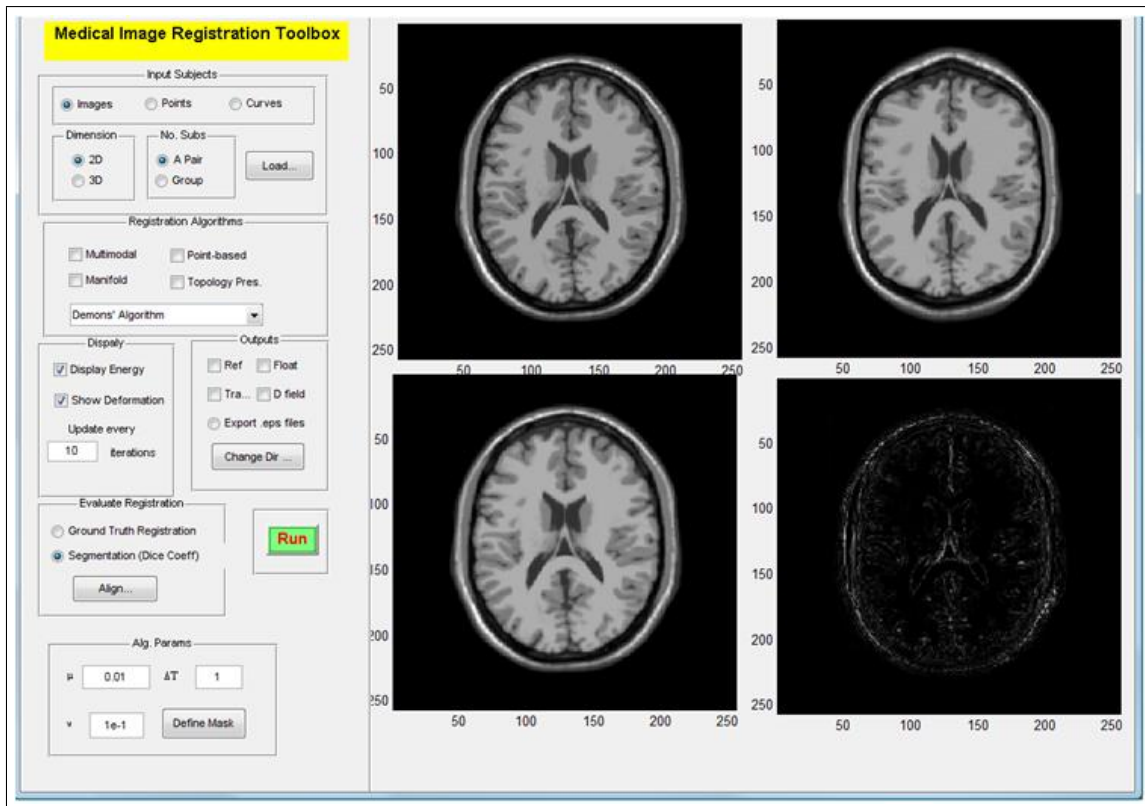 Medical Image Registration Toolbox
Input Subjects
Images Points Curves
Dimension
2D
3D
No. Subs
A Pair
Group
Load...
Registration Algorithms
Multimodal Point-based
Manifold Topology Pres.
Demons' Algorithm
Dispaly
Display Energy
Show Deformation
Update every
10 iterations
Outputs
Ref Float
Tra... D field
Export .eps files
Change Dir ...
Evaluate Registration
Ground Truth Registration
Segmentation (Dice Coeff)
Align...
Run
Alg. Params
μ 0.01 ΔT 1
ν 1e-1 Define Mask
50
100
150
200
250
50 100 150 200 250
50
100
150
200
250
50 100 150 200 250
50
100
150
200
250
50 100 150 200 250
50
100
150
200
250
50 100 150 200 250